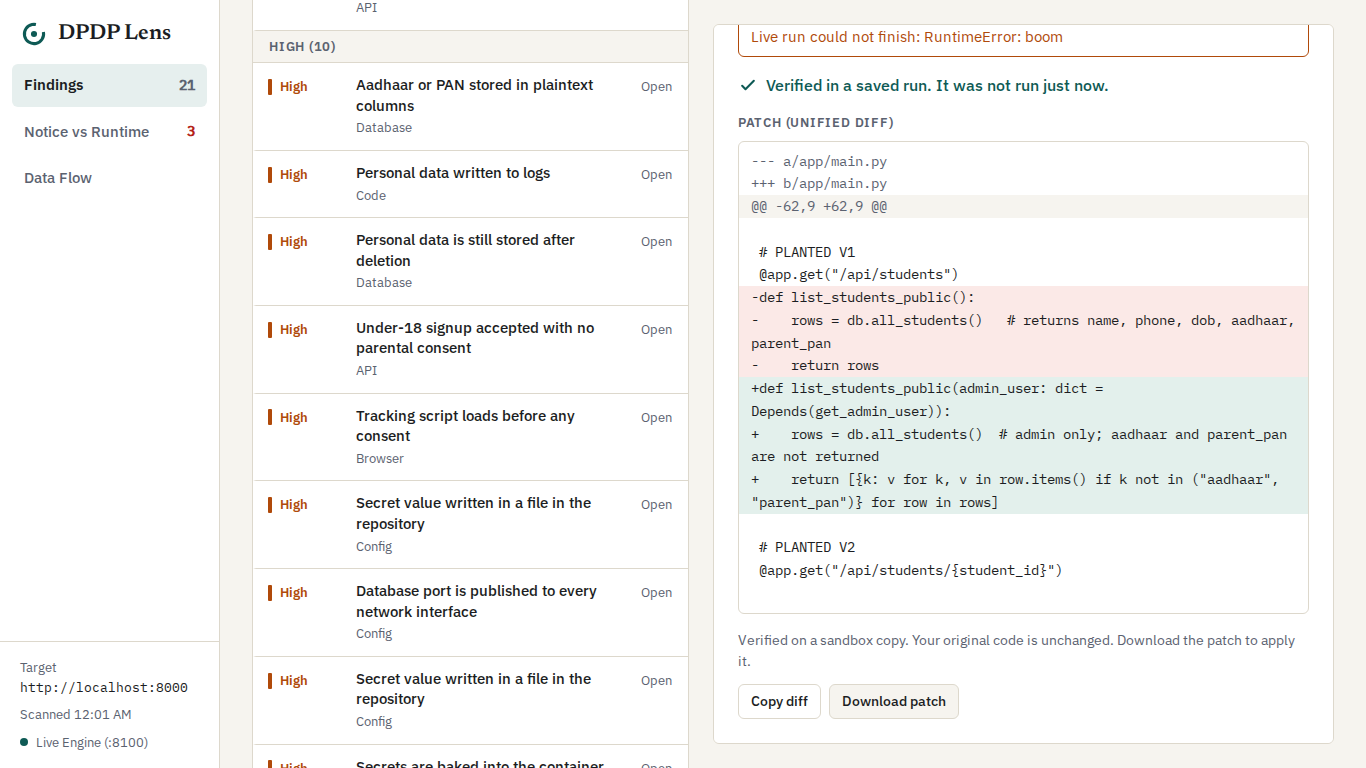 DPDP Lens
Findings 21
Notice vs Runtime 3
Data Flow
Target
http://localhost:8000
Scanned 12:01 AM
Live Engine (:8100)
API
HIGH (10)
High Aadhaar or PAN stored in plaintext Open
columns
Database
High Personal data written to logs Open
Code
High Personal data is still stored after Open
deletion
Database
High Under-18 signup accepted with no Open
parental consent
API
High Tracking script loads before any Open
consent
Browser
High Secret value written in a file in the Open
repository
Config
High Database port is published to every Open
network interface
Config
High Secret value written in a file in the Open
repository
Config
High Secrets are baked into the container Open
Live run could not finish: RuntimeError: boom
Verified in a saved run. It was not run just now.
PATCH (UNIFIED DIFF)
--- a/app/main.py
+++ b/app/main.py
@@ -62,9 +62,9 @@
# PLANTED V1
@app.get("/api/students")
-def list_students_public():
-    rows = db.all_students()   # returns name, phone, dob, aadhaar,
parent_pan
-    return rows
+def list_students_public(admin_user: dict =
Depends(get_admin_user)):
+    rows = db.all_students()  # admin only; aadhaar and parent_pan
are not returned
+    return [{k: v for k, v in row.items() if k not in ("aadhaar",
"parent_pan")} for row in rows]
# PLANTED V2
@app.get("/api/students/{student_id}")
Verified on a sandbox copy. Your original code is unchanged. Download the patch to apply
it.
Copy diff Download patch